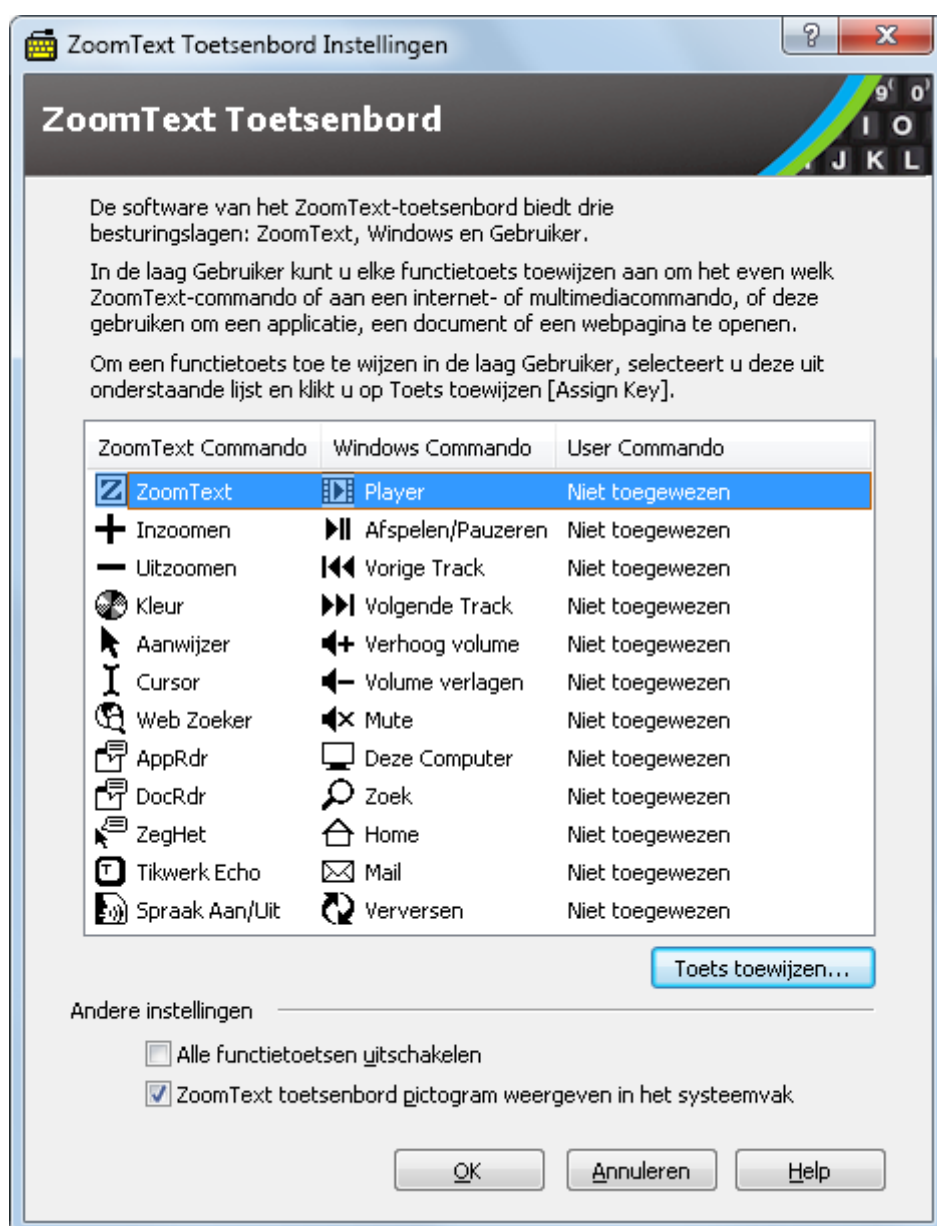 ZoomText Toetsenbord Instellingen
ZoomText Toetsenbord
9( 0)
I O
J K L
De software van het ZoomText-toetsenbord biedt drie
besturingslagen: ZoomText, Windows en Gebruiker.
In de laag Gebruiker kunt u elke functietoets toewijzen aan om het even welk
ZoomText-commando of aan een internet- of multimediacommando, of deze
gebruiken om een applicatie, een document of een webpagina te openen.
Om een functietoets toe te wijzen in de laag Gebruiker, selecteert u deze uit
onderstaande lijst en klikt u op Toets toewijzen [Assign Key].
ZoomText Commando Windows Commando User Commando
ZoomText Player Niet toegewezen
Inzoomen Afspelen/Pauzeren Niet toegewezen
Uitzoomen Vorige Track Niet toegewezen
Kleur Volgende Track Niet toegewezen
Aanwijzer Verhoog volume Niet toegewezen
Cursor Volume verlagen Niet toegewezen
Web Zoeker Mute Niet toegewezen
AppRdr Deze Computer Niet toegewezen
DocRdr Zoek Niet toegewezen
ZegHet Home Niet toegewezen
Tikwerk Echo Mail Niet toegewezen
Spraak Aan/Uit Verversen Niet toegewezen
Toets toewijzen...
Andere instellingen
Alle functietoetsen uitschakelen
ZoomText toetsenbord pictogram weergeven in het systeemvak
OK Annuleren Help